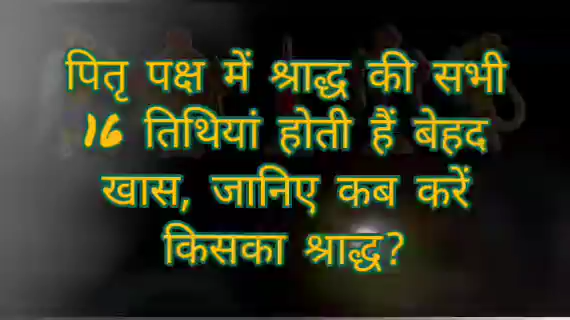 पितृ पक्ष में श्राद्ध की सभी
16 तिथियां होती हैं बेहद
खास, जानिए कब करें
किसका श्राद्ध?